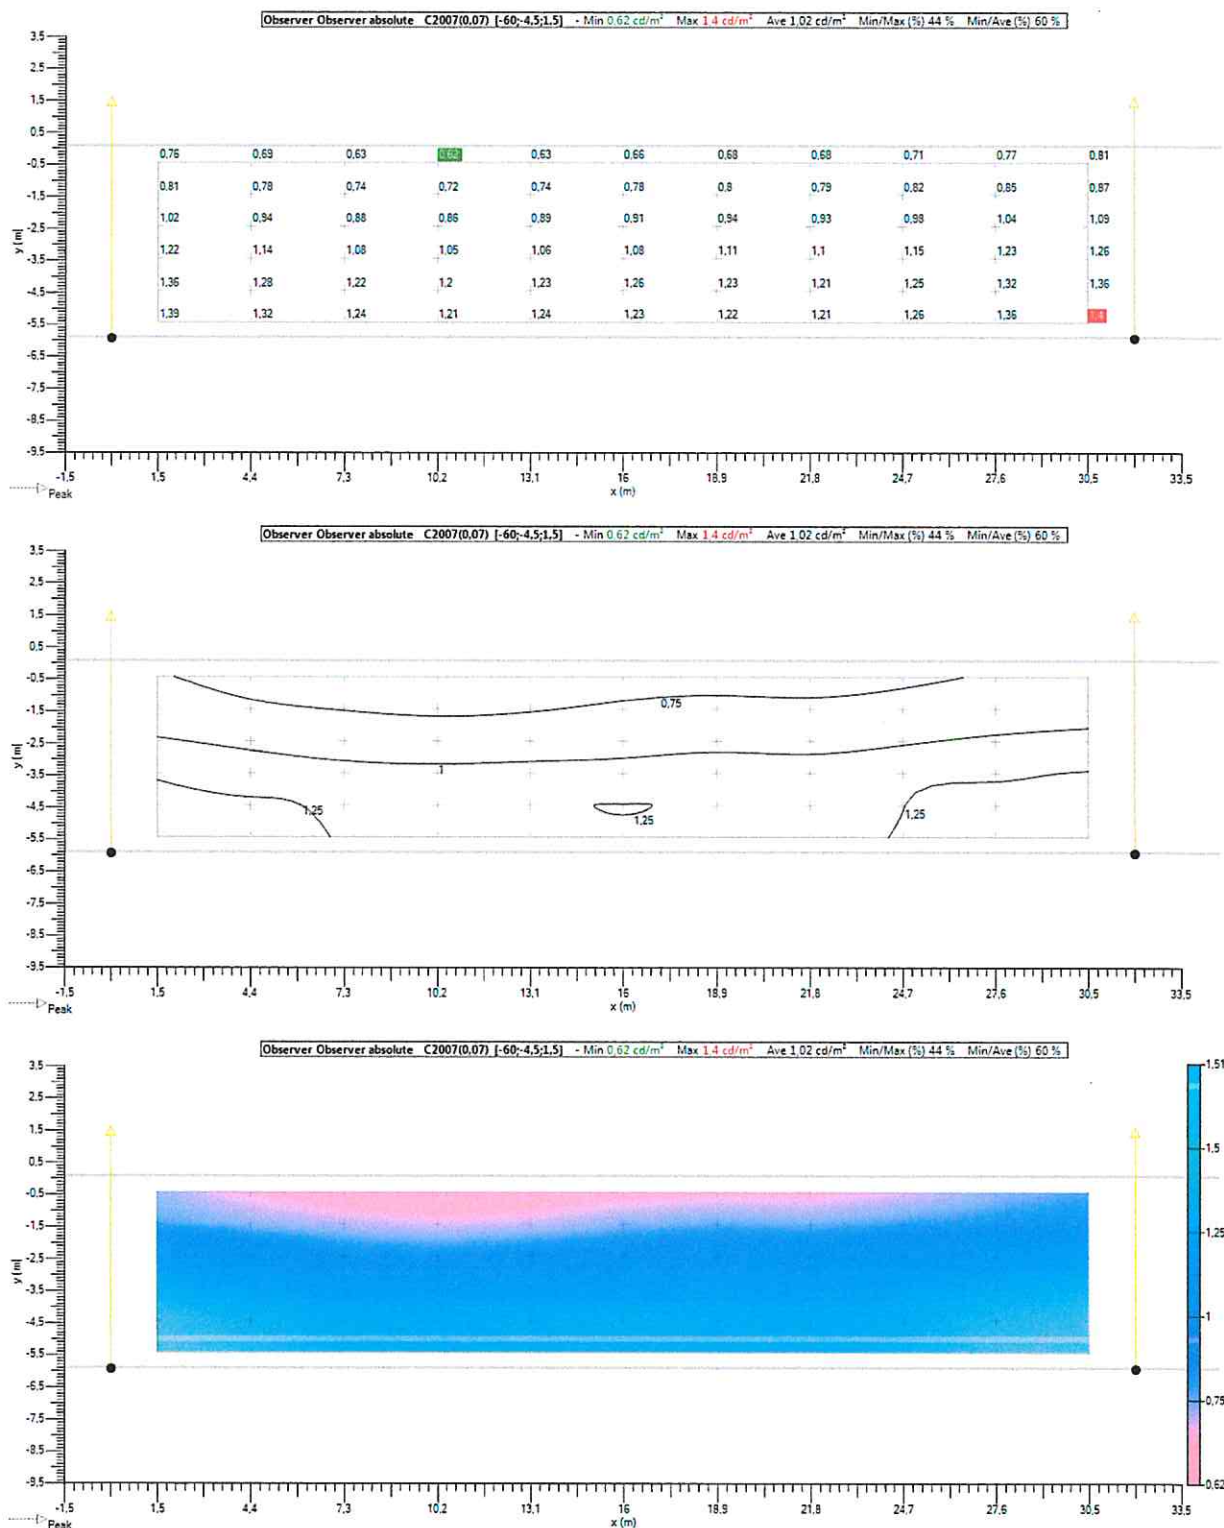 Observer Observer absolute C2007(0,07) [-60;-4,5;1,5] - Min 0,62 cd/m² Max 1,4 cd/m² Ave 1,02 cd/m² Min/Max (%) 44 % Min/Ave (%) 60 %
3,5
2,5
1,5
0,5
0,76 0,69 0,63 0,62 0,63 0,66 0,68 0,68 0,71 0,77 0,81
-0,5
0,81 0,78 0,74 0,72 0,74 0,78 0,8 0,79 0,82 0,85 0,87
-1,5
1,02 0,94 0,88 0,86 0,89 0,91 0,94 0,93 0,98 1,04 1,09
-2,5
y (m)
1,22 1,14 1,08 1,05 1,06 1,08 1,11 1,1 1,15 1,23 1,26
-3,5
1,36 1,28 1,22 1,2 1,23 1,26 1,23 1,21 1,25 1,32 1,36
-4,5
1,39 1,32 1,24 1,21 1,24 1,23 1,22 1,21 1,26 1,36 1,4
-5,5
-6,5
-7,5
-8,5
-9,5
-1,5 1,5 4,4 7,3 10,2 13,1 16 18,9 21,8 24,7 27,6 30,5 33,5
Peak x (m)
Observer Observer absolute C2007(0,07) [-60;-4,5;1,5] - Min 0,62 cd/m² Max 1,4 cd/m² Ave 1,02 cd/m² Min/Max (%) 44 % Min/Ave (%) 60 %
3,5
2,5
1,5
0,5
-0,5
0,75
-1,5
-2,5
y (m)
1
-3,5
-4,5
1,25 1,25 1,25
-5,5
-6,5
-7,5
-8,5
-9,5
-1,5 1,5 4,4 7,3 10,2 13,1 16 18,9 21,8 24,7 27,6 30,5 33,5
Peak x (m)
Observer Observer absolute C2007(0,07) [-60;-4,5;1,5] - Min 0,62 cd/m² Max 1,4 cd/m² Ave 1,02 cd/m² Min/Max (%) 44 % Min/Ave (%) 60 %
3,5 1,51
2,5
1,5 1,5
0,5
-0,5
-1,5 1,25
-2,5
y (m)
-3,5
-4,5 1
-5,5
-6,5 0,75
-7,5
-8,5
-9,5 0,62
-1,5 1,5 4,4 7,3 10,2 13,1 16 18,9 21,8 24,7 27,6 30,5 33,5
Peak x (m)